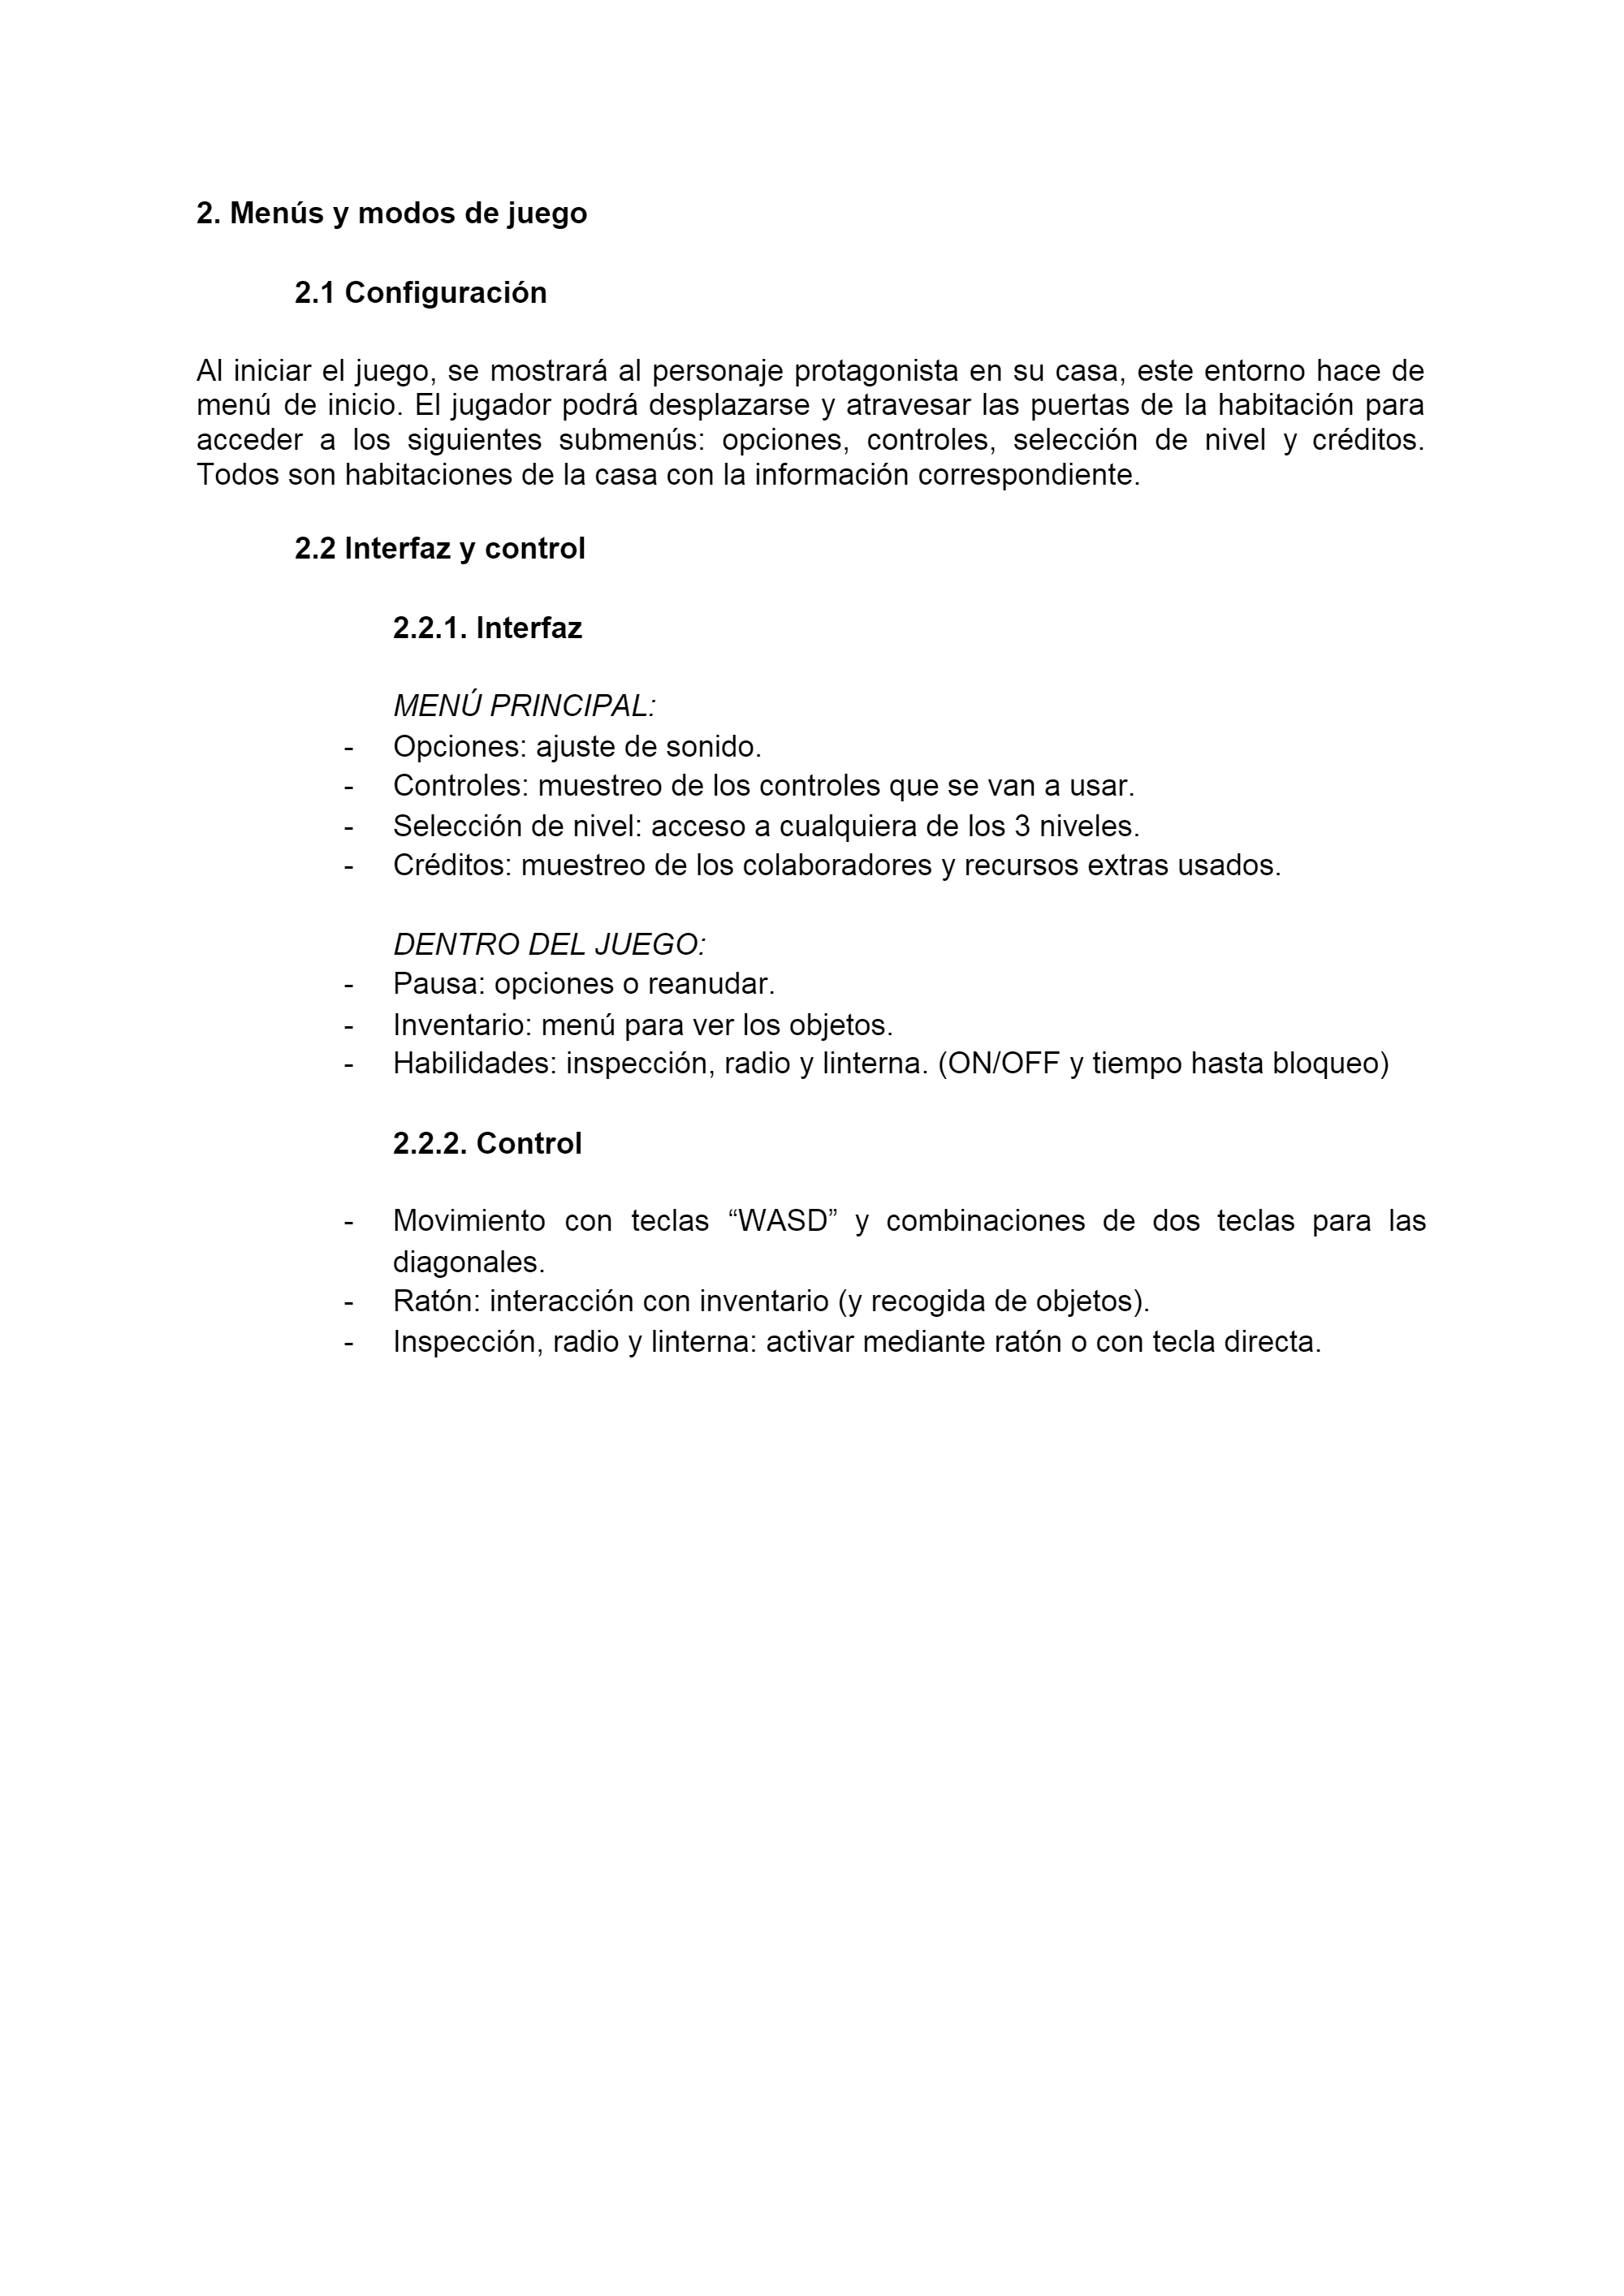 2. Menús y modos de juego
2.1 Configuración
Al iniciar el juego, se mostrará al personaje protagonista en su casa, este entorno hace de
menú de inicio. El jugador podrá desplazarse y atravesar las puertas de la habitación para
acceder a los siguientes submenús: opciones, controles, selección de nivel y créditos.
Todos son habitaciones de la casa con la información correspondiente.
2.2 Interfaz y control
2.2.1. Interfaz
MENÚ PRINCIPAL:
- Opciones: ajuste de sonido.
- Controles: muestreo de los controles que se van a usar.
- Selección de nivel: acceso a cualquiera de los 3 niveles.
- Créditos: muestreo de los colaboradores y recursos extras usados.
DENTRO DEL JUEGO:
- Pausa: opciones o reanudar.
- Inventario: menú para ver los objetos.
- Habilidades: inspección, radio y linterna. (ON/OFF y tiempo hasta bloqueo)
2.2.2. Control
- Movimiento con teclas “WASD” y combinaciones de dos teclas para las
diagonales.
- Ratón: interacción con inventario (y recogida de objetos).
- Inspección, radio y linterna: activar mediante ratón o con tecla directa.